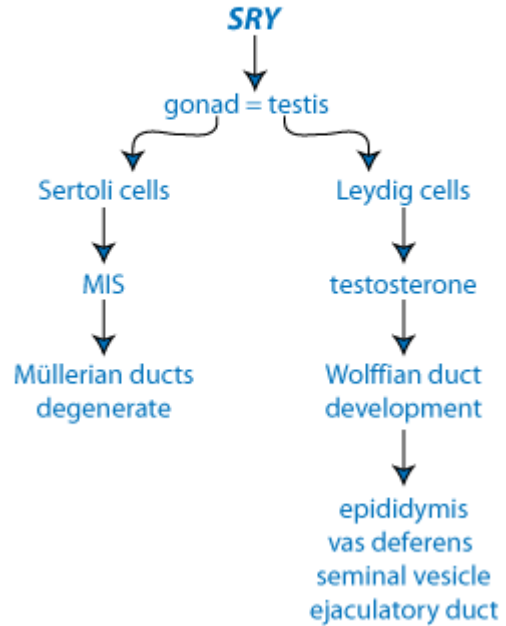 SRY
gonad = testis
Sertoli cells
Leydig cells
MIS
testosterone
Müllerian ducts
degenerate
Wolffian duct
development
epididymis
vas deferens
seminal vesicle
ejaculatory duct